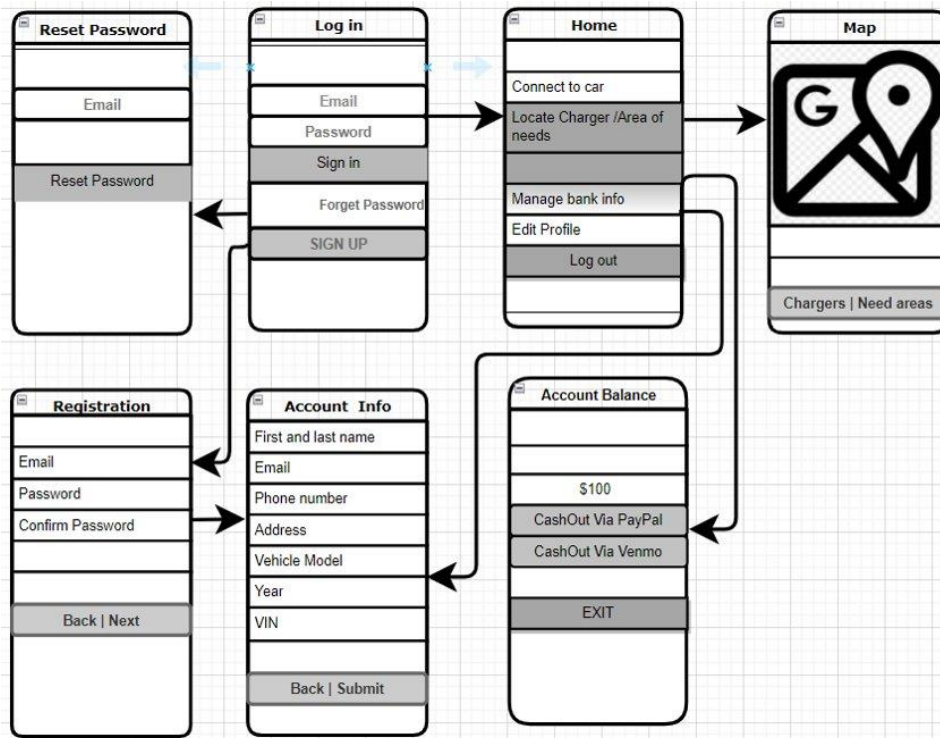 Reset Password
Email
Reset Password
Log in
Email
Password
Sign in
Forget Password
SIGN UP
Home
Connect to car
Locate Charger /Area of
needs
Manage bank info
Edit Profile
Log out
Map
G
Chargers | Need areas
Registration
Email
Password
Confirm Password
Back | Next
Account Info
First and last name
Email
Phone number
Address
Vehicle Model
Year
VIN
Back | Submit
Account Balance
$100
CashOut Via PayPal
CashOut Via Venmo
EXIT